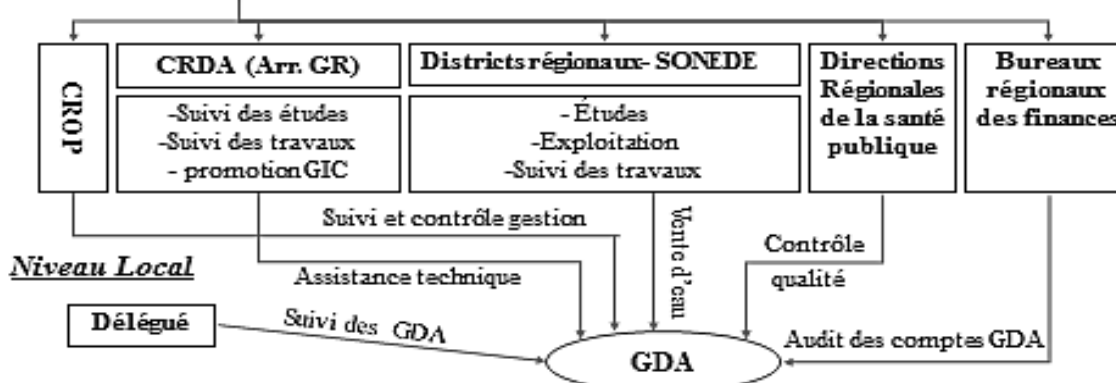 CROP
CRDA (Arr. GR)
-Suivi des études
-Suivi des travaux
- promotion GIC
Districts régionaux- SONEDE
- Études
-Exploitation
-Suivi des travaux
Directions
Régionales
de la santé
publique
Bureaux
régionaux
des finances
Suivi et contrôle gestion
Vente d'eau
Contrôle
qualité
Niveau Local
Assistance technique
Délégué
Suivi des GDA
GDA
Audit des comptes GDA